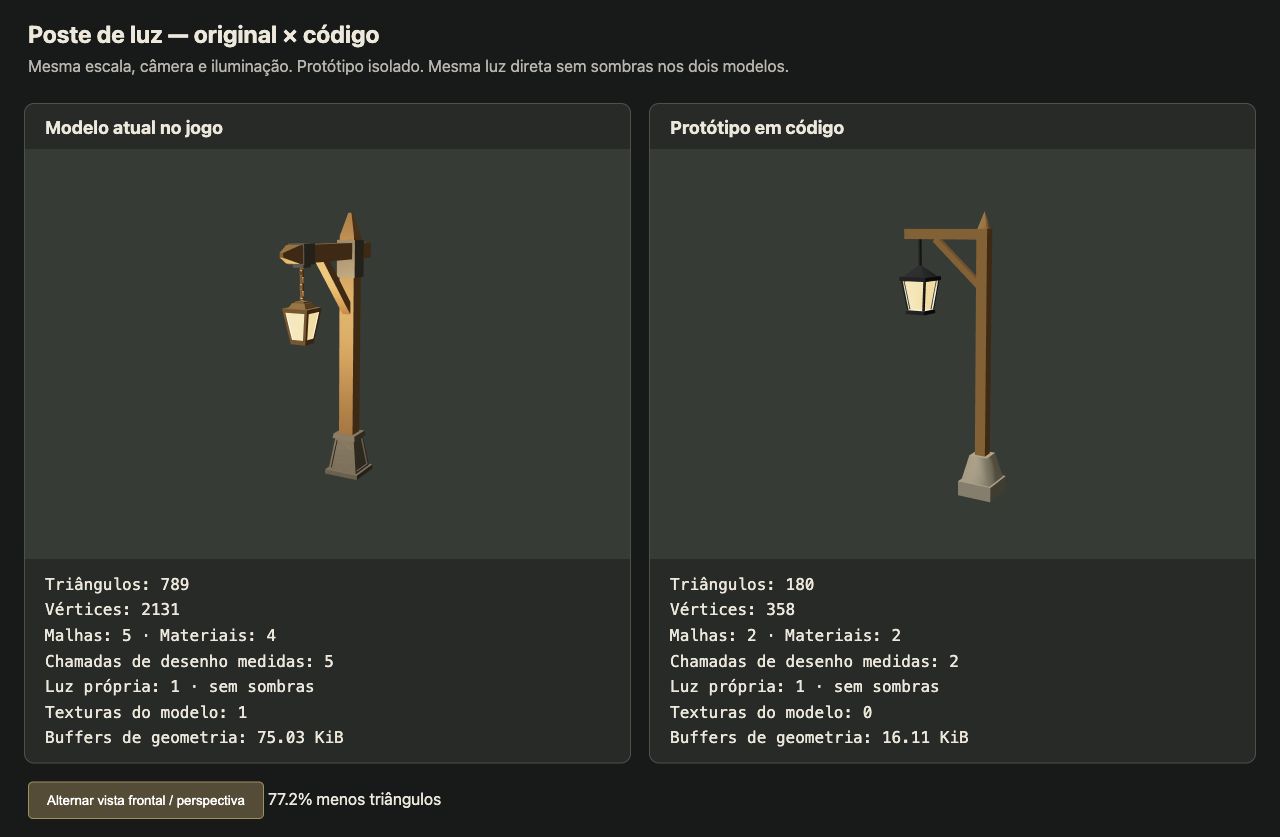 Poste de luz — original × código
Mesma escala, câmera e iluminação. Protótipo isolado. Mesma luz direta sem sombras nos dois modelos.
Modelo atual no jogo
Triângulos: 789
Vértices: 2131
Malhas: 5 · Materiais: 4
Chamadas de desenho medidas: 5
Luz própria: 1 · sem sombras
Texturas do modelo: 1
Buffers de geometria: 75.03 KiB
Protótipo em código
Triângulos: 180
Vértices: 358
Malhas: 2 · Materiais: 2
Chamadas de desenho medidas: 2
Luz própria: 1 · sem sombras
Texturas do modelo: 0
Buffers de geometria: 16.11 KiB
Alternar vista frontal / perspectiva
77.2% menos triângulos